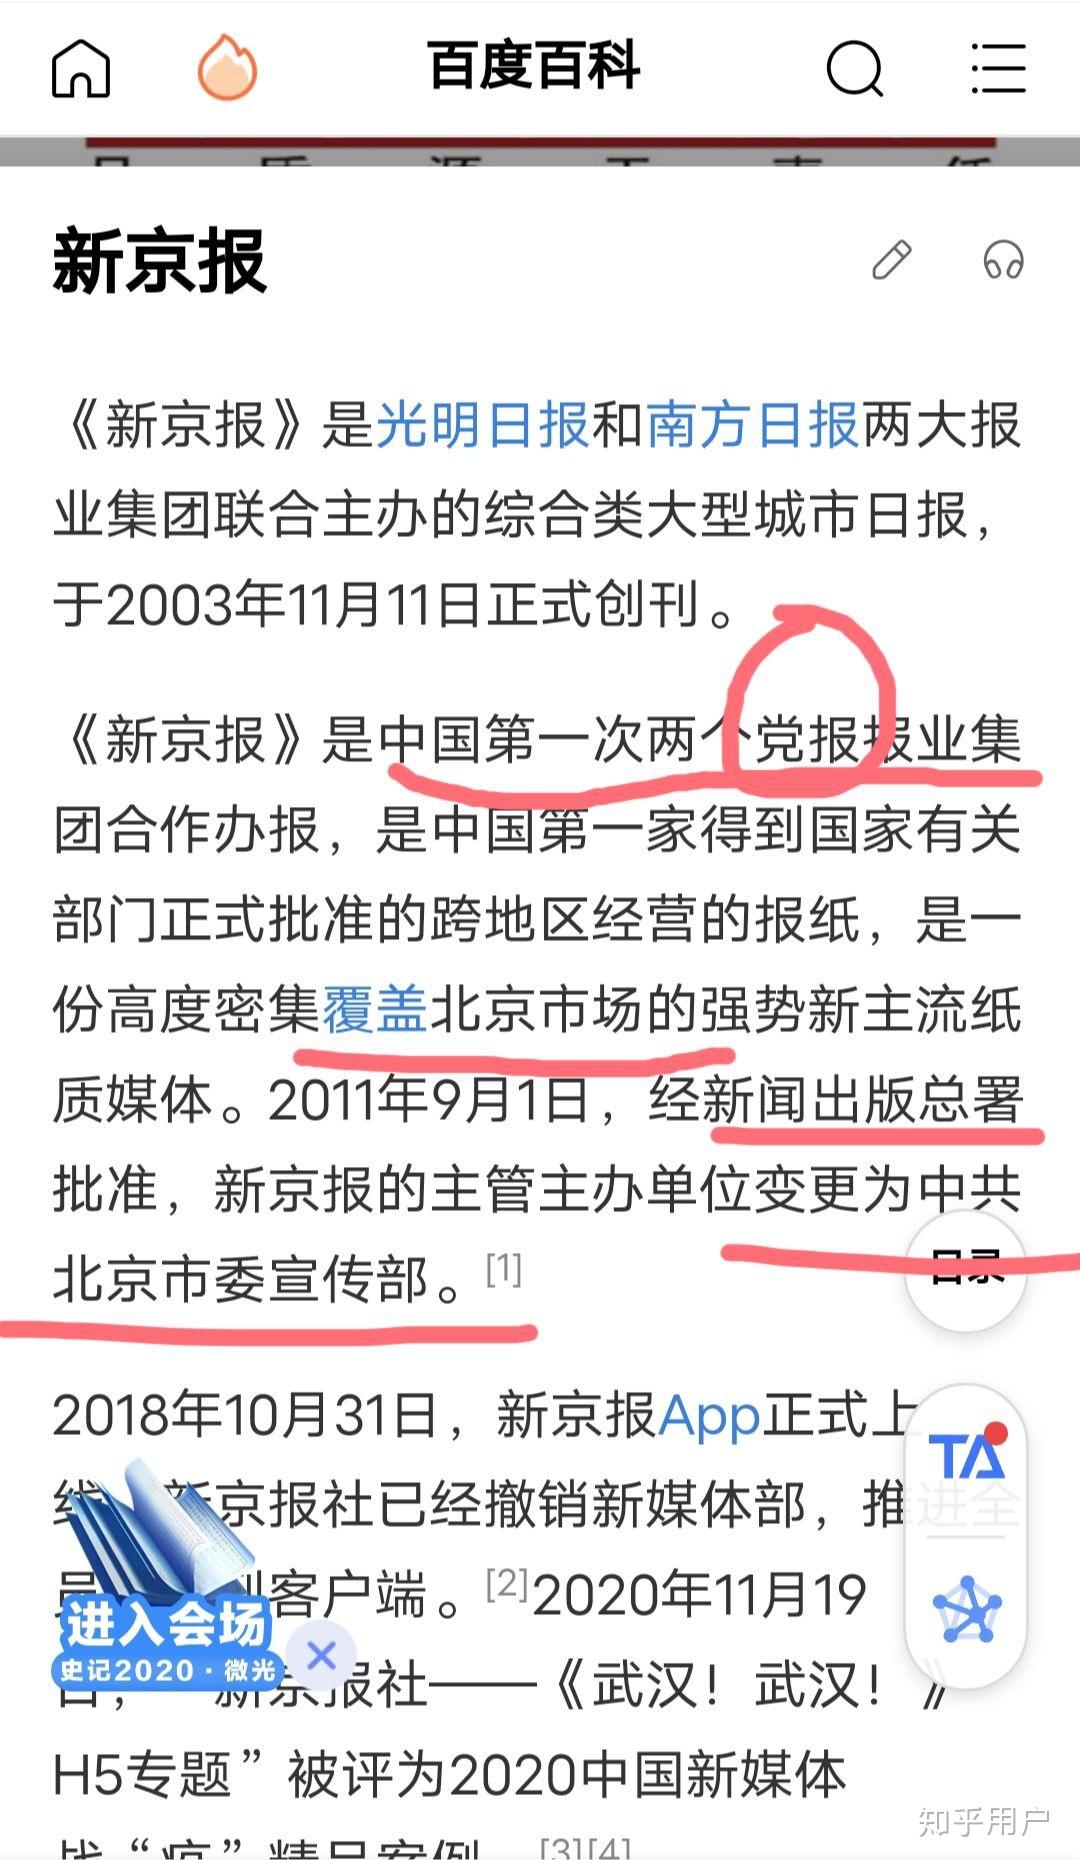 百度百科
新京报
《新京报》是光明日报和南方日报两大报
业集团联合主办的综合类大型城市日报，
于2003年11月11日正式创刊。
《新京报》是中国第一次两个党报报业集
团合作办报，是中国第一家得到国家有关
部门正式批准的跨地区经营的报纸，是一
份高度密集覆盖北京市场的强势新主流纸
质媒体。2011年9月1日，经新闻出版总署
批准，新京报的主管主办单位变更为中共
北京市委宣传部。[1]
目录
2018年10月31日，新京报App正式上
线，新京报社已经撤销新媒体部，推进全
TA
员 到客户端。[2]2020年11月19
进入会场
史记2020·微光
日，“新京报社——《武汉！武汉！》
H5专题”被评为2020中国新媒体
战“疫”精品案例 [3][4]
知乎用户